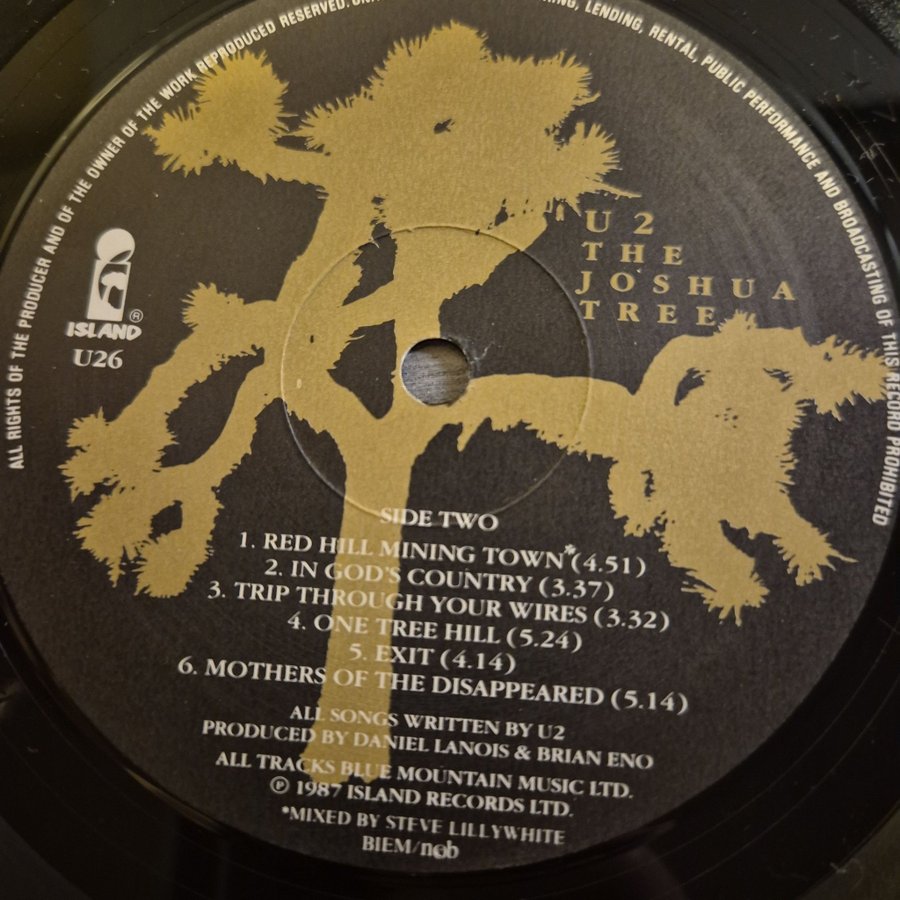 ALL RIGHTS OF THE PRODUCER AND OF THE OWNER OF THE WORK REPRODUCED RESERVED. LENDING, RENTAL, PUBLIC PERFORMANCE AND BROADCASTING OF THIS RECORD PROHIBITED
U 2
THE
JOSHUA
TREE
ISLAND®
U26
SIDE TWO
1. RED HILL MINING TOWN* (4.51)
2. IN GOD'S COUNTRY (3.37)
3. TRIP THROUGH YOUR WIRES (3.32)
4. ONE TREE HILL (5.24)
5. EXIT (4.14)
6. MOTHERS OF THE DISAPPEARED (5.14)
ALL SONGS WRITTEN BY U2
PRODUCED BY DANIEL LANOIS & BRIAN ENO
ALL TRACKS BLUE MOUNTAIN MUSIC LTD.
℗ 1987 ISLAND RECORDS LTD.
*MIXED BY STEVE LILLYWHITE
BIEM/ncb